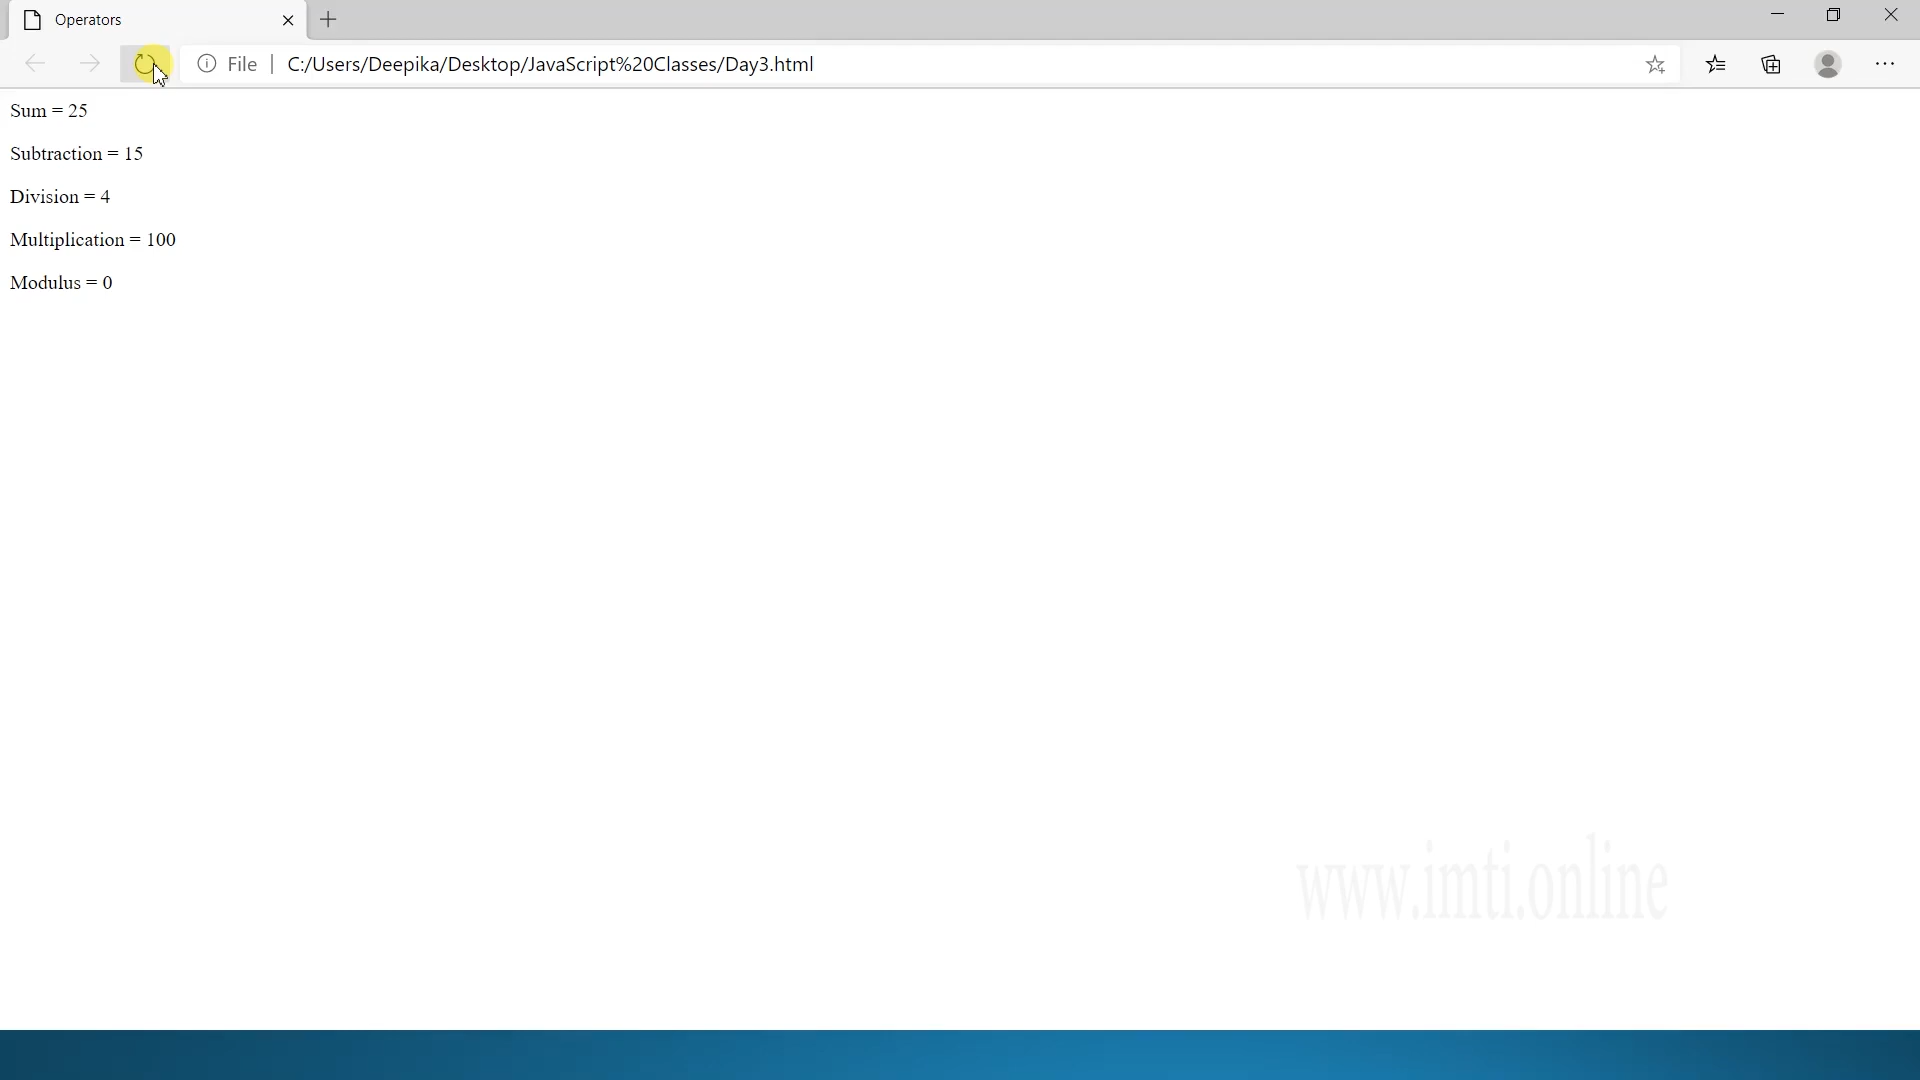 Operators
File
C:/Users/Deepika/Desktop/JavaScript%20Classes/Day3.html
Sum = 25
Subtraction = 15
Division = 4
Multiplication = 100
Modulus = 0
www.imti.online